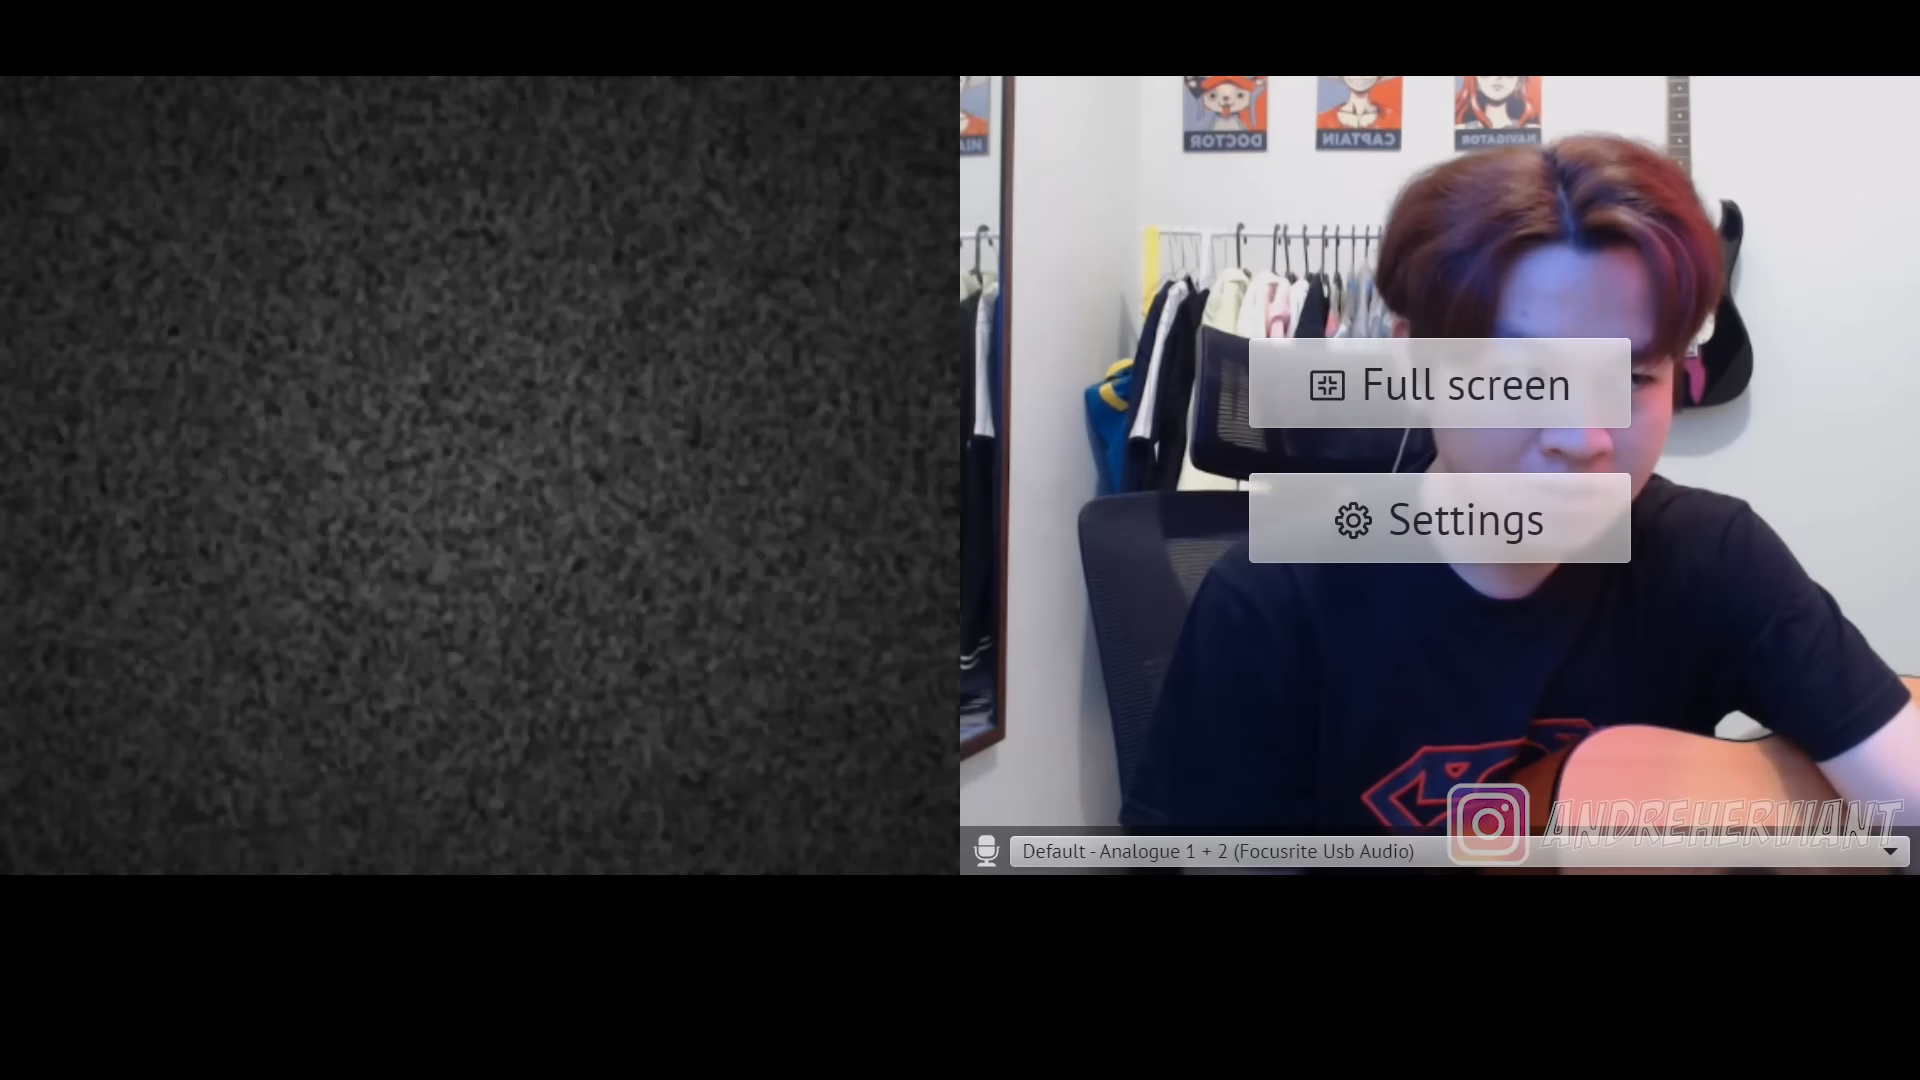 DOCTOR
CAPTAIN
NAVIGATOR
Full screen
Settings
ANDREHERVIANT
Default - Analogue 1 + 2 (Focusrite Usb Audio)